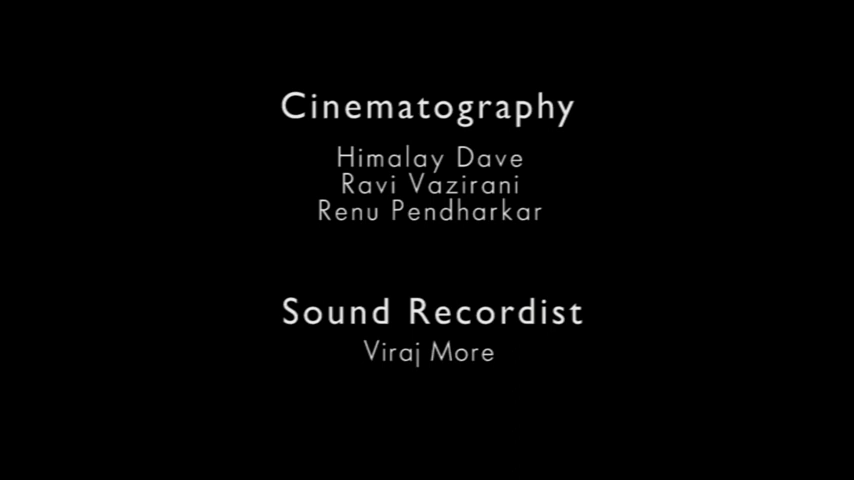 Cinematography
Himalay Dave
Ravi Vazirani
Renu Pendharkar
Sound Recordist
Viraj More